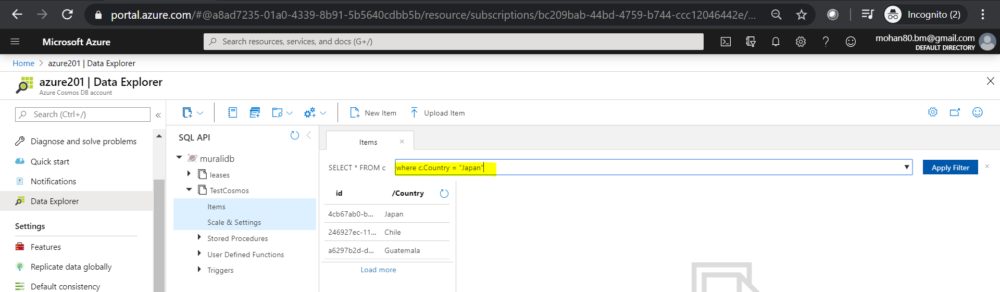 portal.azure.com/#@a8ad7235-01a0-4339-8b91-5b5640cdbb5b/resource/subscriptions/bc209bab-44bd-4759-b744-ccc12046442e/...
Incognito (2)
Microsoft Azure
Search resources, services, and docs (G+/)
mohan80.bm@gmail.com
DEFAULT DIRECTORY
Home > azure201 | Data Explorer
azure201 | Data Explorer
Azure Cosmos DB account
Search (Ctrl+/)
«
New Item
Upload Item
Diagnose and solve problems
Quick start
Notifications
Data Explorer
Settings
Features
Replicate data globally
Default consistency
SQL API
muralidb
leases
TestCosmos
Items
Scale & Settings
Stored Procedures
User Defined Functions
Triggers
Items
SELECT * FROM c
where c.Country = "Japan"
Apply Filter
id /Country
4cb67ab0-b... Japan
246927ec-11... Chile
a6297b2d-d... Guatemala
Load more